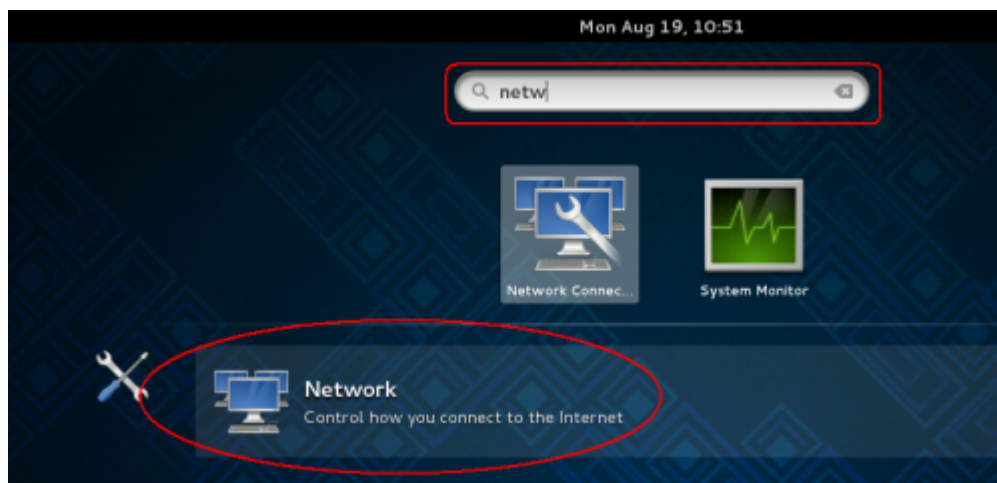 Mon Aug 19, 10:51
netw
Network Connec...
System Monitor
Network
Control how you connect to the Internet